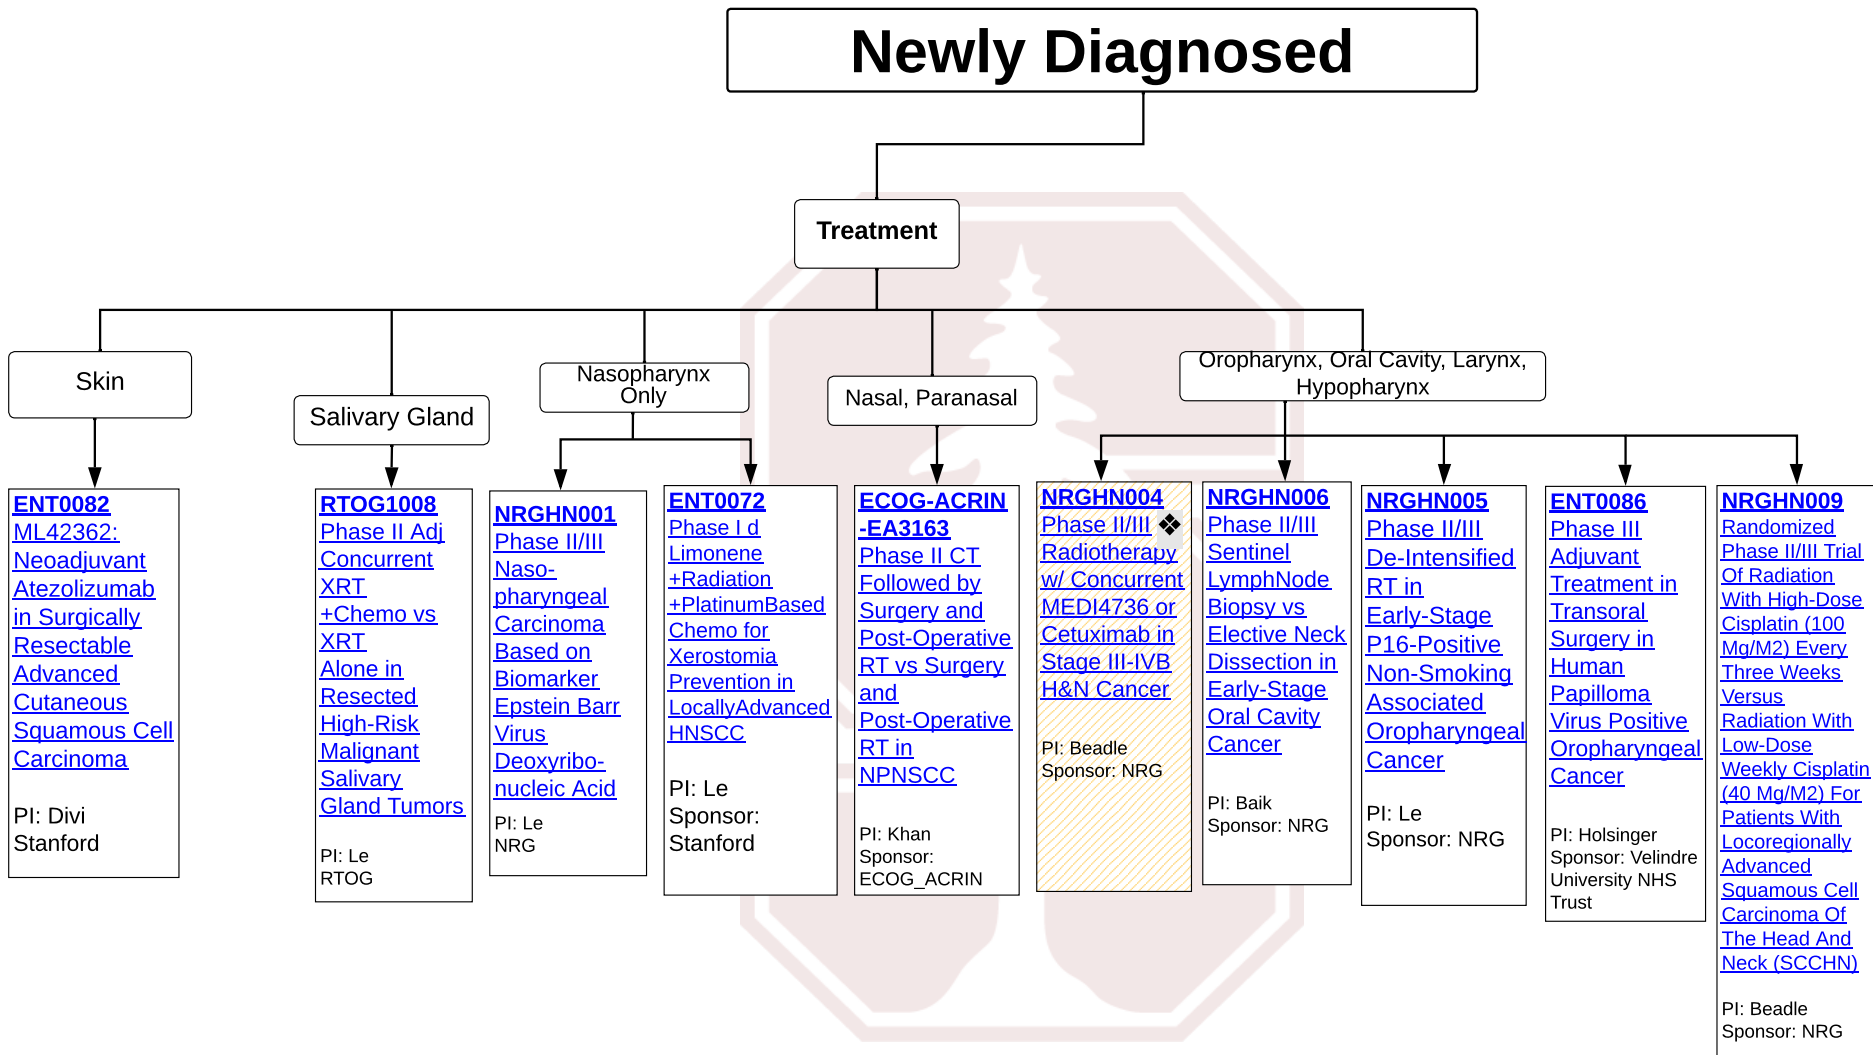 Newly Diagnosed
Treatment
Skin
Salivary Gland
Nasopharynx
Only
Nasal, Paranasal
Oropharynx, Oral Cavity, Larynx,
Hypopharynx
ENT0082
ML42362:
Neoadjuvant
Atezolizumab
in Surgically
Resectable
Advanced
Cutaneous
Squamous Cell
Carcinoma
PI: Divi
Stanford
RTOG1008
Phase II Adj
Concurrent
XRT
+Chemo vs
XRT
Alone in
Resected
High-Risk
Malignant
Salivary
Gland Tumors
PI: Le
RTOG
NRGHN001
Phase II/III
Naso-
pharyngeal
Carcinoma
Based on
Biomarker
Epstein Barr
Virus
Deoxyribo-
nucleic Acid
PI: Le
NRG
ENT0072
Phase I d
Limonene
+Radiation
+PlatinumBased
Chemo for
Xerostomia
Prevention in
LocallyAdvanced
HNSCC
PI: Le
Sponsor:
Stanford
ECOG-ACRIN
-EA3163
Phase II CT
Followed by
Surgery and
Post-Operative
RT vs Surgery
and
Post-Operative
RT in
NPNSCC
PI: Khan
Sponsor:
ECOG_ACRIN
NRGHN004
Phase II/III ❖
Radiotherapy
w/ Concurrent
MEDI4736 or
Cetuximab in
Stage III-IVB
H&N Cancer
PI: Beadle
Sponsor: NRG
NRGHN006
Phase II/III
Sentinel
LymphNode
Biopsy vs
Elective Neck
Dissection in
Early-Stage
Oral Cavity
Cancer
PI: Baik
Sponsor: NRG
NRGHN005
Phase II/III
De-Intensified
RT in
Early-Stage
P16-Positive
Non-Smoking
Associated
Oropharyngeal
Cancer
PI: Le
Sponsor: NRG
ENT0086
Phase III
Adjuvant
Treatment in
Transoral
Surgery in
Human
Papilloma
Virus Positive
Oropharyngeal
Cancer
PI: Holsinger
Sponsor: Velindre
University NHS
Trust
NRGHN009
Randomized
Phase II/III Trial
Of Radiation
With High-Dose
Cisplatin (100
Mg/M2) Every
Three Weeks
Versus
Radiation With
Low-Dose
Weekly Cisplatin
(40 Mg/M2) For
Patients With
Locoregionally
Advanced
Squamous Cell
Carcinoma Of
The Head And
Neck (SCCHN)
PI: Beadle
Sponsor: NRG